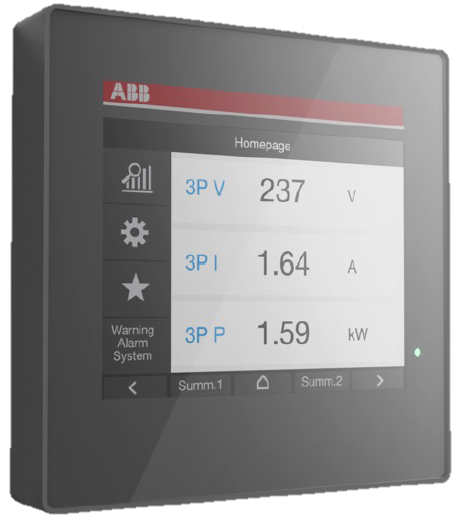 ABB
Homepage
3P V 237 V
3P I 1.64 A
3P P 1.59 kW
Warning
Alarm
System
< Summ.1 Summ.2 >